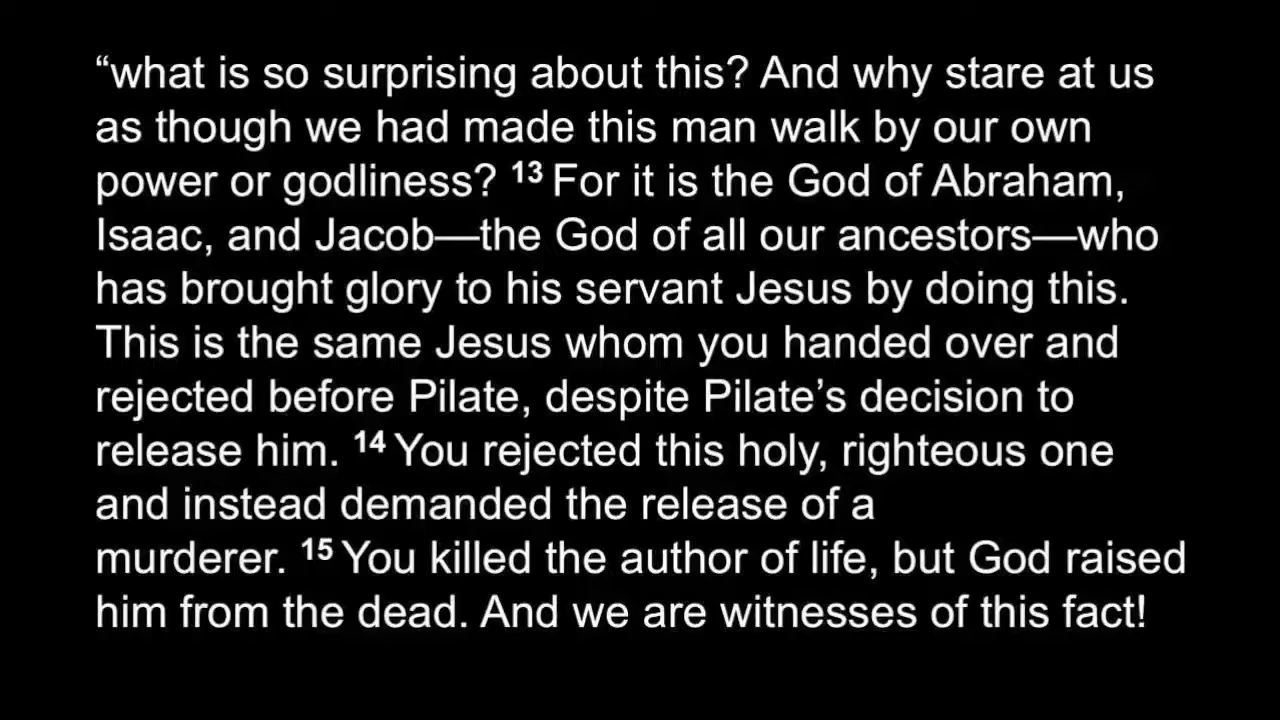 “what is so surprising about this? And why stare at us
as though we had made this man walk by our own
power or godliness? 13 For it is the God of Abraham,
Isaac, and Jacob—the God of all our ancestors—who
has brought glory to his servant Jesus by doing this.
This is the same Jesus whom you handed over and
rejected before Pilate, despite Pilate’s decision to
release him. 14 You rejected this holy, righteous one
and instead demanded the release of a
murderer. 15 You killed the author of life, but God raised
him from the dead. And we are witnesses of this fact!